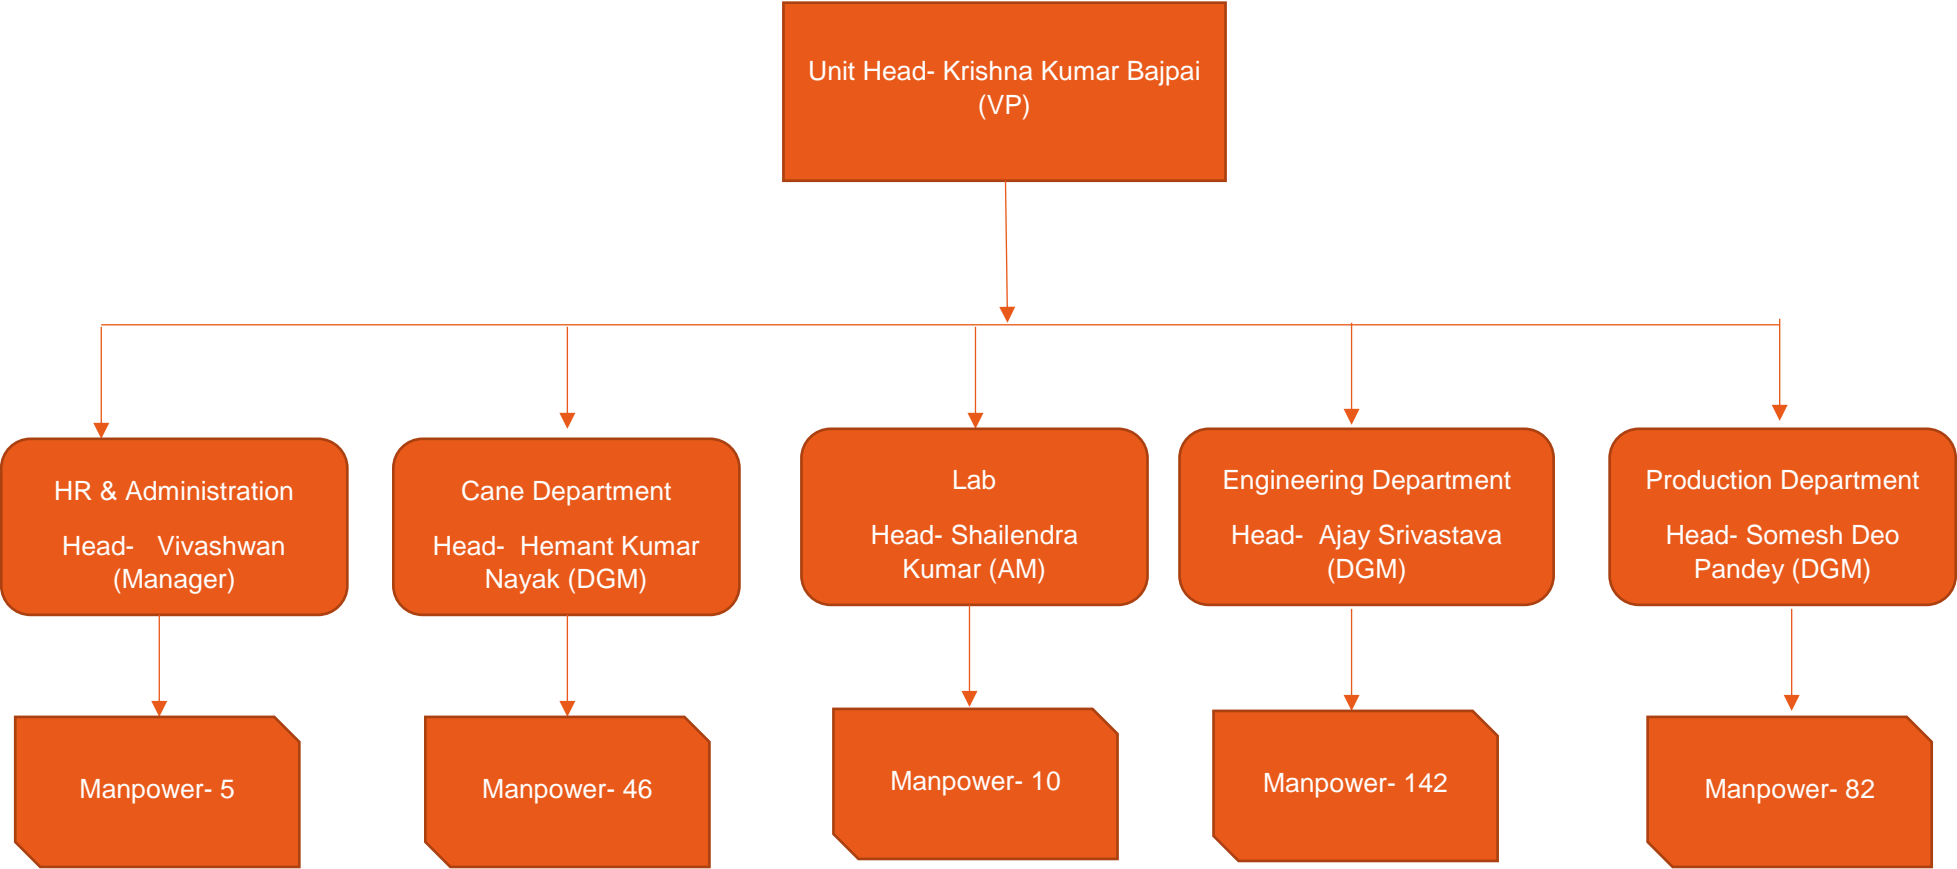 Unit Head- Krishna Kumar Bajpai
(VP)
HR & Administration
Head- Vivashwan
(Manager)
Cane Department
Head- Hemant Kumar
Nayak (DGM)
Lab
Head- Shailendra
Kumar (AM)
Engineering Department
Head- Ajay Srivastava
(DGM)
Production Department
Head- Somesh Deo
Pandey (DGM)
Manpower- 5
Manpower- 46
Manpower- 10
Manpower- 142
Manpower- 82